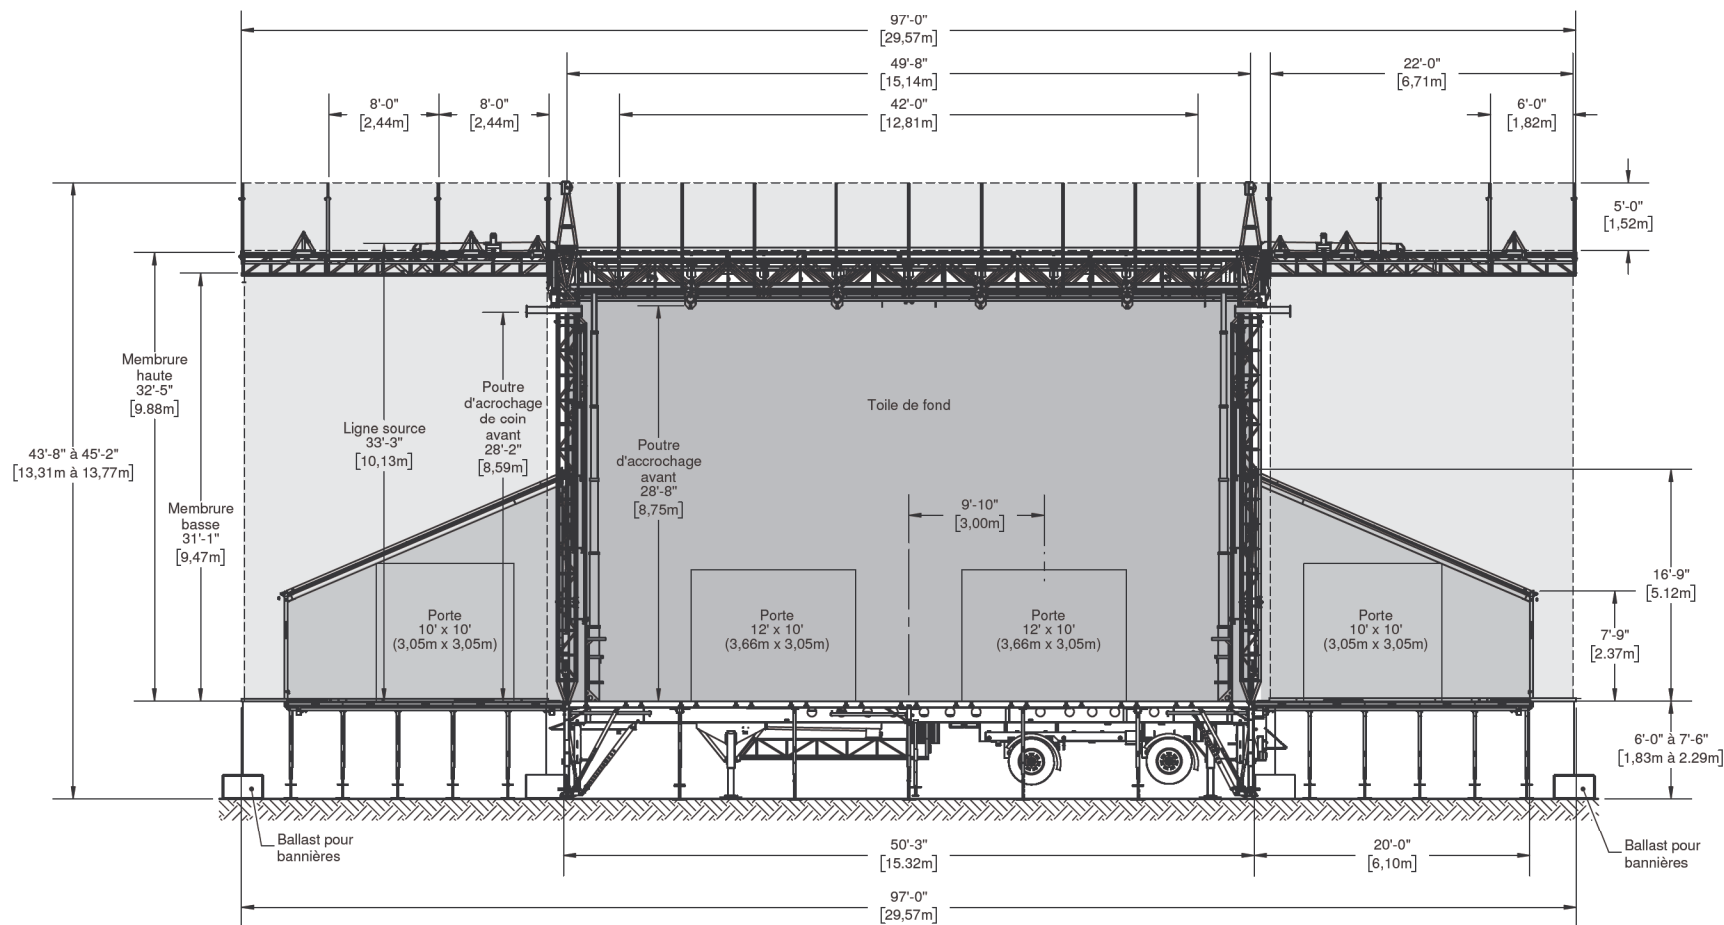 97'-0"
[29,57m]
49'-8"
[15,14m]
22'-0"
[6,71m]
8'-0"
[2,44m]
8'-0"
[2,44m]
42'-0"
[12,81m]
6'-0"
[1,82m]
5'-0"
[1,52m]
Membrure
haute
32'-5"
[9.88m]
Poutre
d'acrochage
de coin
avant
28'-2"
[8,59m]
Toile de fond
Ligne source
33'-3"
[10,13m]
Poutre
d'accrochage
avant
28'-8"
[8,75m]
43'-8" à 45'-2"
[13,31m à 13,77m]
Membrure
basse
31'-1"
[9,47m]
9'-10"
[3,00m]
16'-9"
[5.12m]
7'-9"
[2.37m]
Porte
10' x 10'
(3,05m x 3,05m)
Porte
12' x 10'
(3,66m x 3,05m)
Porte
12' x 10'
(3,66m x 3,05m)
Porte
10' x 10'
(3,05m x 3,05m)
6'-0" à 7'-6"
[1,83m à 2.29m]
Ballast pour
bannières
50'-3"
[15.32m]
20'-0"
[6,10m]
Ballast pour
bannières
97'-0"
[29,57m]